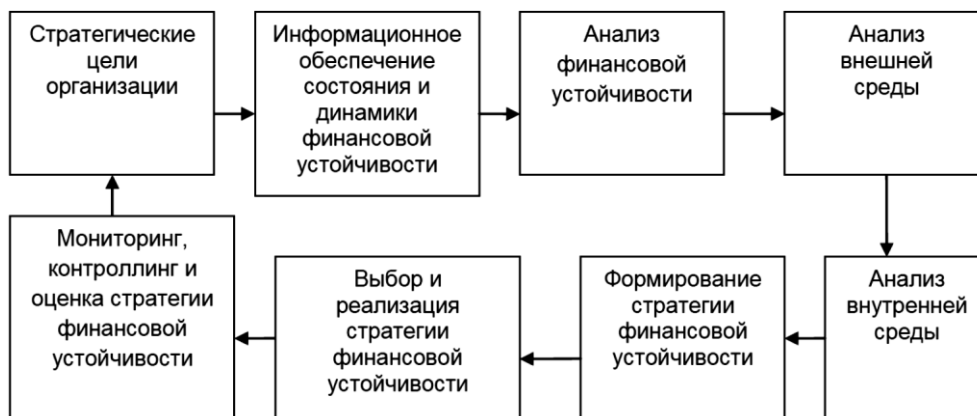 Стратегические
цели
организации
Информационное
обеспечение
состояния и
динамики
финансовой
устойчивости
Анализ
финансовой
устойчивости
Анализ
внешней
среды
Анализ
внутренней
среды
Формирование
стратегии
финансовой
устойчивости
Выбор и
реализация
стратегии
финансовой
устойчивости
Мониторинг,
контроллинг и
оценка стратегии
финансовой
устойчивости